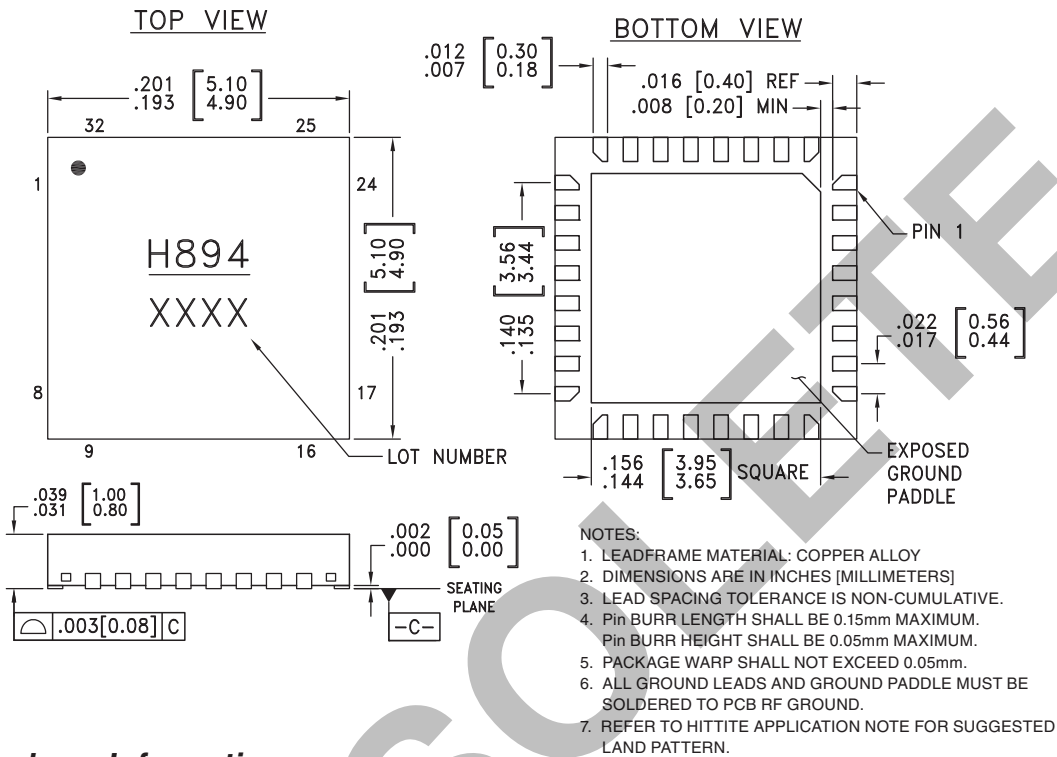 TOP VIEW
.201 [5.10]
.193 [4.90]
32 25
1 24
H894
XXXX
8 17
9 16
.201 [5.10]
.193 [4.90]
LOT NUMBER
BOTTOM VIEW
.012 [0.30]
.007 [0.18]
.016 [0.40] REF
.008 [0.20] MIN
PIN 1
.140 [3.56]
.135 [3.44]
.022 [0.56]
.017 [0.44]
.156 [3.95]
.144 [3.65] SQUARE
EXPOSED
GROUND
PADDLE
.039 [1.00]
.031 [0.80]
.002 [0.05]
.000 [0.00]
SEATING
PLANE
.003[0.08] C
-C-
NOTES:
1. LEADFRAME MATERIAL: COPPER ALLOY
2. DIMENSIONS ARE IN INCHES [MILLIMETERS]
3. LEAD SPACING TOLERANCE IS NON-CUMULATIVE.
4. Pin BURR LENGTH SHALL BE 0.15mm MAXIMUM.
Pin BURR HEIGHT SHALL BE 0.05mm MAXIMUM.
5. PACKAGE WARP SHALL NOT EXCEED 0.05mm.
6. ALL GROUND LEADS AND GROUND PADDLE MUST BE
SOLDERED TO PCB RF GROUND.
7. REFER TO HITTITE APPLICATION NOTE FOR SUGGESTED
LAND PATTERN.
SOLETE